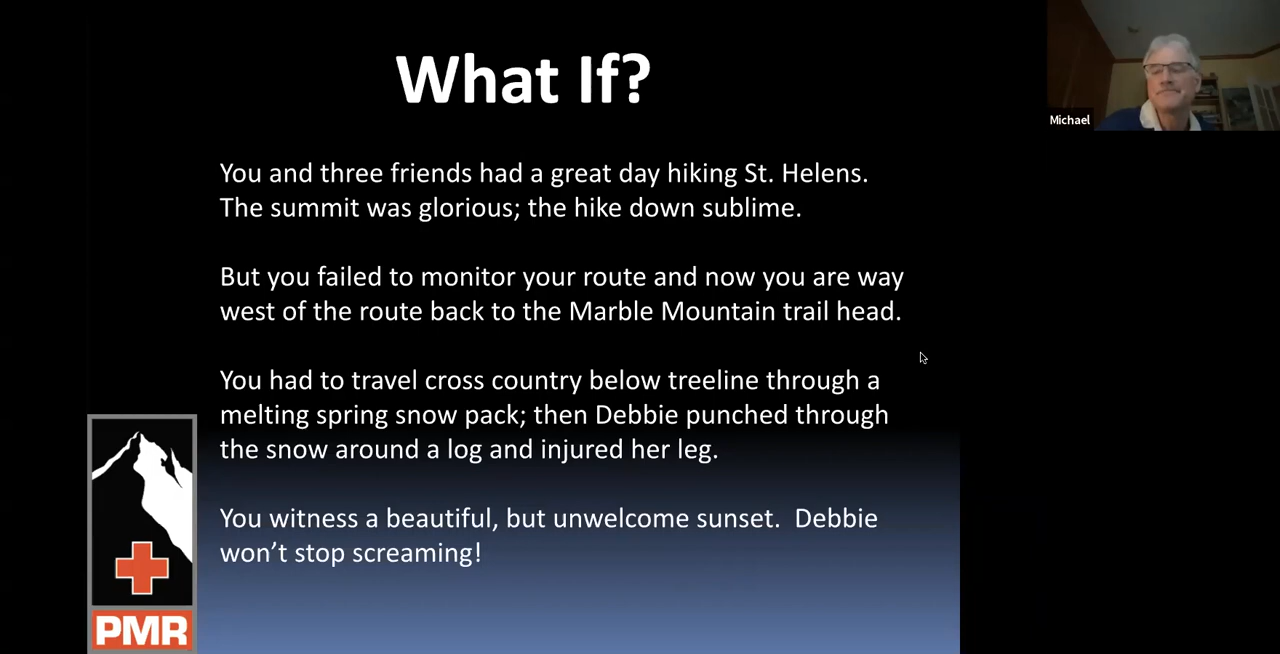 What If?
Michael
You and three friends had a great day hiking St. Helens.
The summit was glorious; the hike down sublime.
But you failed to monitor your route and now you are way
west of the route back to the Marble Mountain trail head.
You had to travel cross country below treeline through a
melting spring snow pack; then Debbie punched through
the snow around a log and injured her leg.
You witness a beautiful, but unwelcome sunset.  Debbie
won’t stop screaming!
PMR